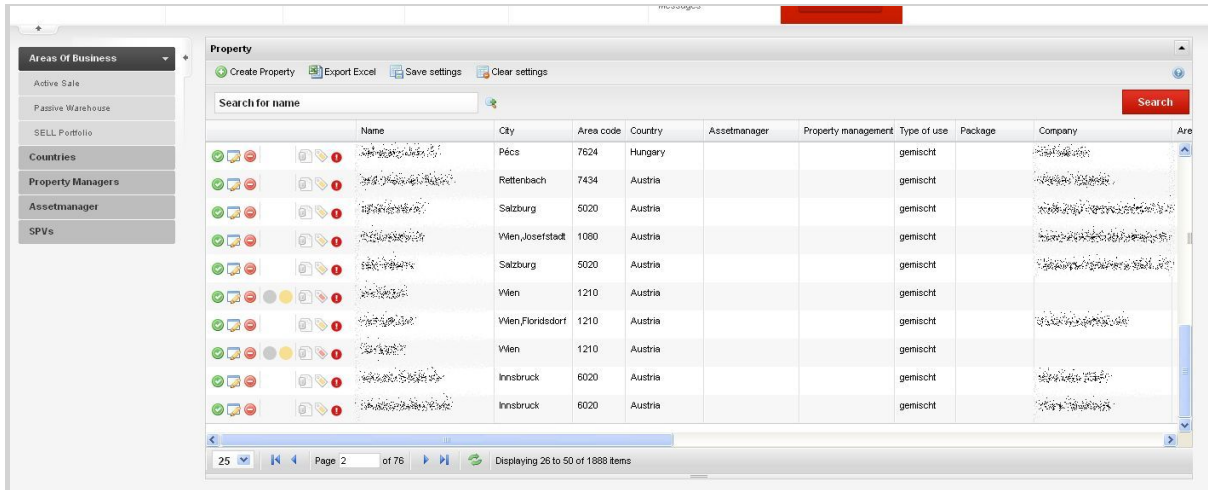 messages
Areas Of Business
Active Sale
Passive Warehouse
SELL Portfolio
Countries
Property Managers
Assetmanager
SPVs
Property
Create Property Export Excel Save settings Clear settings
Search for name Search
Name City Area code Country Assetmanager Property management Type of use Package Company Are
Pécs 7624 Hungary gemischt
Rettenbach 7434 Austria gemischt
Salzburg 5020 Austria gemischt
Wien,Josefstadt 1080 Austria gemischt
Salzburg 5020 Austria gemischt
Wien 1210 Austria gemischt
Wien,Floridsdorf 1210 Austria gemischt
Wien 1210 Austria gemischt
Innsbruck 6020 Austria gemischt
Innsbruck 6020 Austria gemischt
25 Page 2 of 76 Displaying 26 to 50 of 1888 items